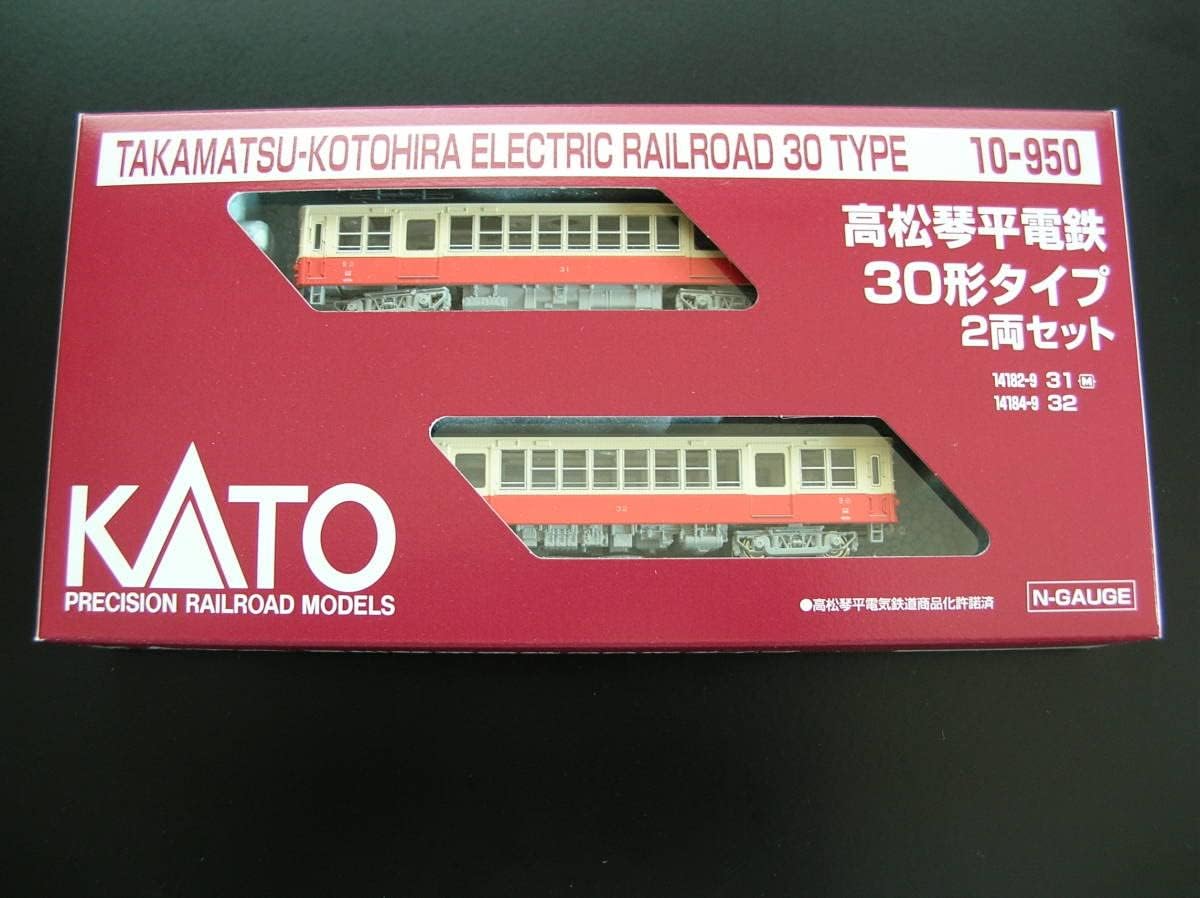 TAKAMATSU-KOTOHIRA ELECTRIC RAILROAD 30 TYPE 10-950
高松琴平電鉄
30形タイプ
2両セット
14182-9 31 M
14184-9 32
31
32
KATO
PRECISION RAILROAD MODELS
●高松琴平電気鉄道商品化許諾済
N-GAUGE